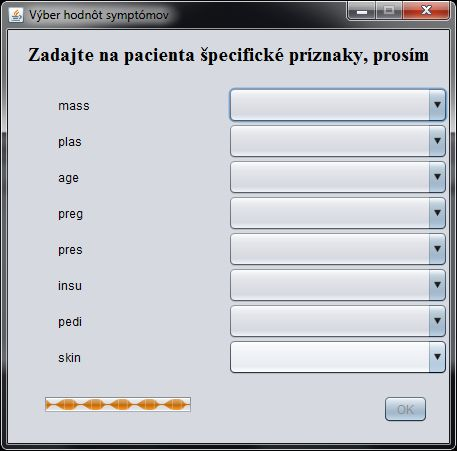 Výber hodnôt symptómov
Zadajte na pacienta špecifické príznaky, prosím
mass
plas
age
preg
pres
insu
pedi
skin
OK